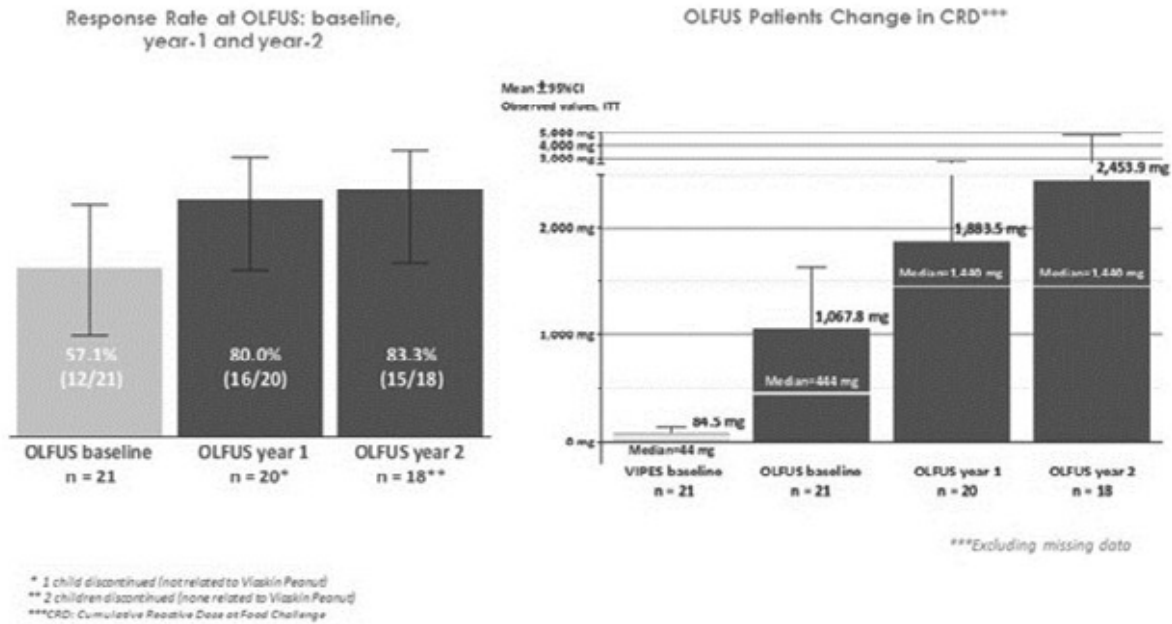 Response Rate at OLFUS: baseline,
year-1 and year-2
57.1%
(12/21)
80.0%
(16/20)
83.3%
(15/18)
OLFUS baseline
n = 21
OLFUS year 1
n = 20*
OLFUS year 2
n = 18**
* 1 child discontinued (not related to Viaskin Peanut)
** 2 children discontinued (none related to Viaskin Peanut)
***CRD: Cumulative Reactive Dose at Food Challenge
OLFUS Patients Change in CRD***
Mean ±95%CI
Observed values, ITT
5,000 mg
4,000 mg
3,000 mg
2,000 mg
1,000 mg
0 mg
84.5 mg
Median=44 mg
1,067.8 mg
Median=444 mg
1,883.5 mg
Median=1,440 mg
2,453.9 mg
Median=1,440 mg
VIPES baseline
n = 21
OLFUS baseline
n = 21
OLFUS year 1
n = 20
OLFUS year 2
n = 18
***Excluding missing data